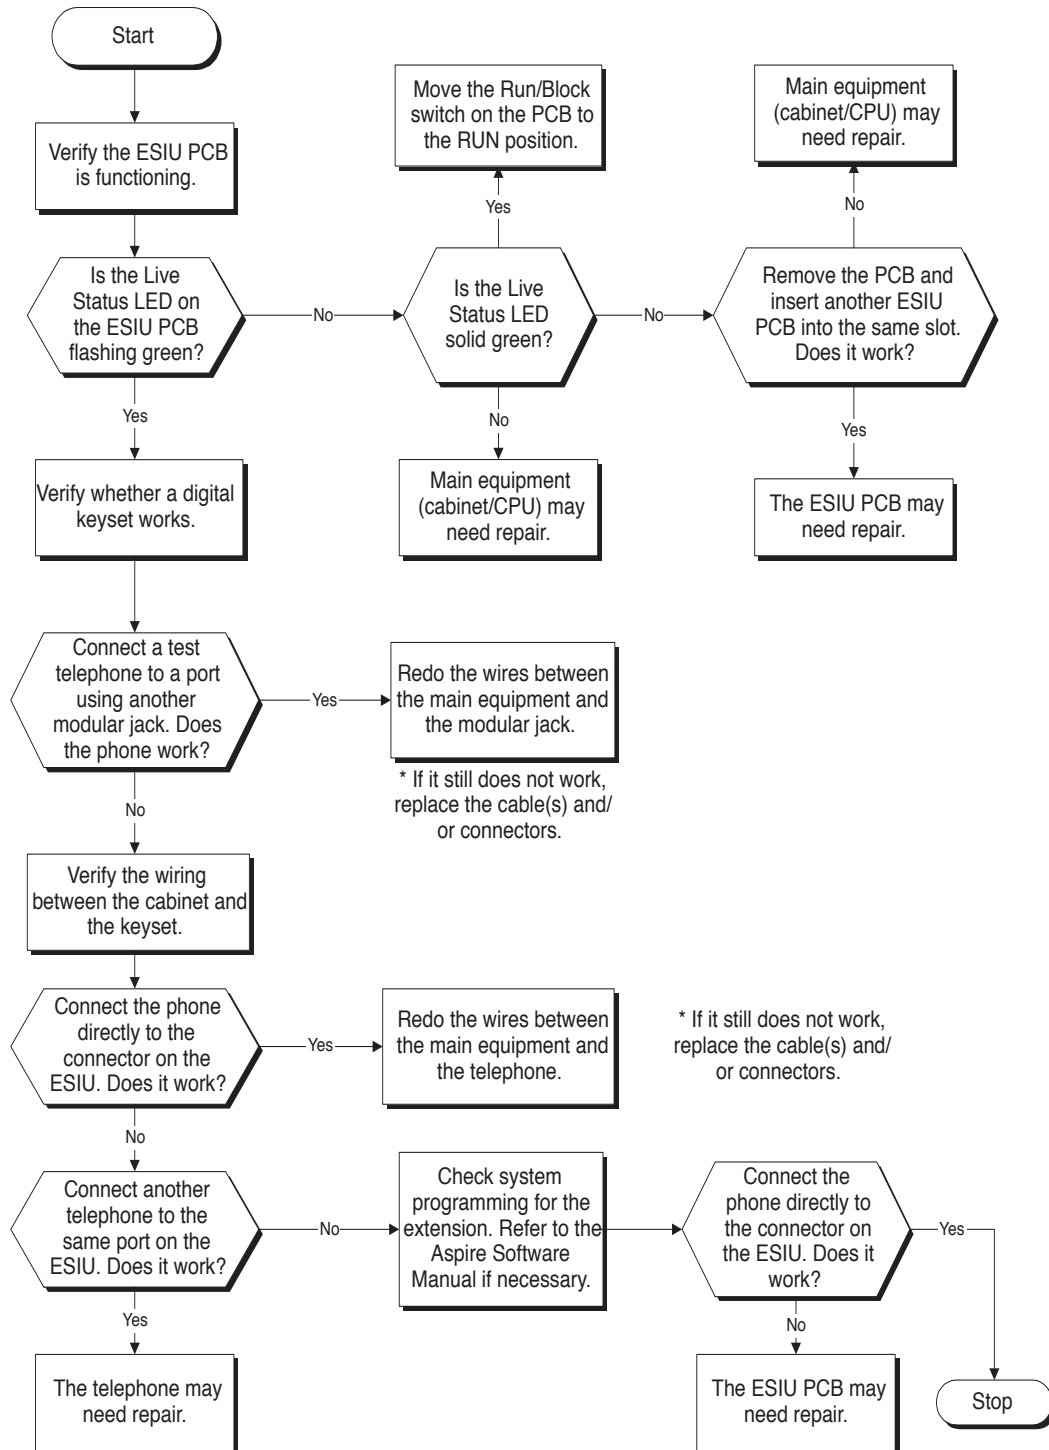 Start
Verify the ESIU PCB
is functioning.
Is the Live
Status LED on
the ESIU PCB
flashing green?
No
Yes
Is the Live
Status LED
solid green?
Yes
Move the Run/Block
switch on the PCB to
the RUN position.
No
No
Main equipment
(cabinet/CPU) may
need repair.
Remove the PCB and
insert another ESIU
PCB into the same slot.
Does it work?
No
Main equipment
(cabinet/CPU) may
need repair.
Yes
The ESIU PCB may
need repair.
Verify whether a digital
keyset works.
Connect a test
telephone to a port
using another
modular jack. Does
the phone work?
Yes
Redo the wires between
the main equipment and
the modular jack.
* If it still does not work,
replace the cable(s) and/
or connectors.
No
Verify the wiring
between the cabinet and
the keyset.
Connect the phone
directly to the
connector on the
ESIU. Does it work?
Yes
Redo the wires between
the main equipment and
the telephone.
* If it still does not work,
replace the cable(s) and/
or connectors.
No
Connect another
telephone to the
same port on the
ESIU. Does it work?
No
Check system
programming for the
extension. Refer to the
Aspire Software
Manual if necessary.
Connect the
phone directly to
the connector on
the ESIU. Does it
work?
Yes
Yes
The telephone may
need repair.
No
The ESIU PCB may
need repair.
Stop